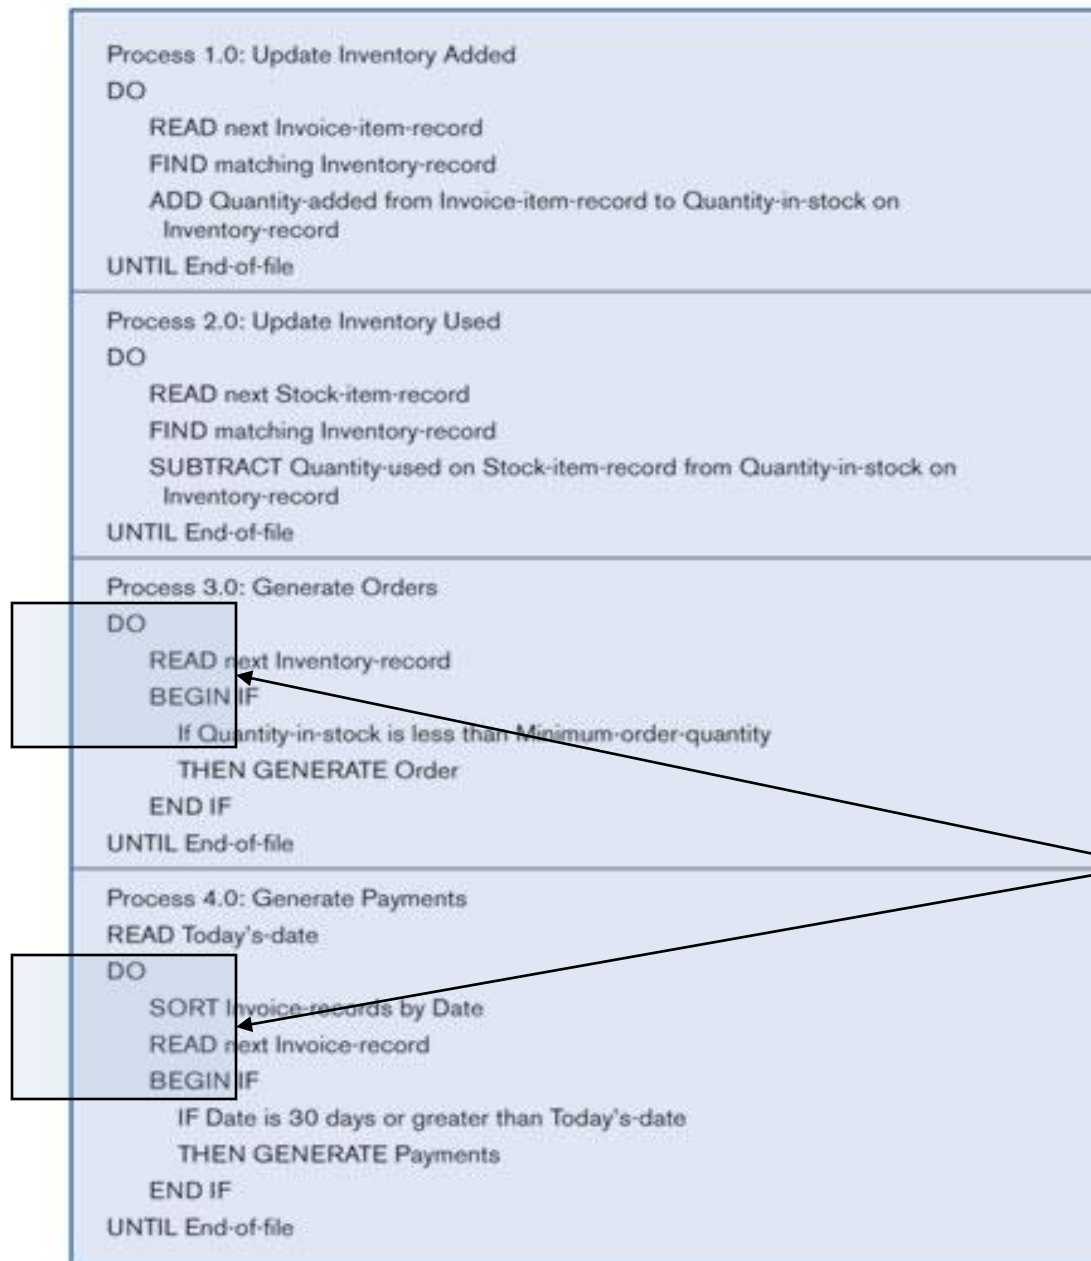 Process 1.0: Update Inventory Added
DO
READ next Invoice-item-record
FIND matching Inventory-record
ADD Quantity-added from Invoice-item-record to Quantity-in-stock on
Inventory-record
UNTIL End-of-file
Process 2.0: Update Inventory Used
DO
READ next Stock-item-record
FIND matching Inventory-record
SUBTRACT Quantity-used on Stock-item-record from Quantity-in-stock on
Inventory-record
UNTIL End-of-file
Process 3.0: Generate Orders
DO
READ next Inventory-record
BEGIN IF
If Quantity-in-stock is less than Minimum-order-quantity
THEN GENERATE Order
END IF
UNTIL End-of-file
Process 4.0: Generate Payments
READ Today's-date
DO
SORT Invoice-records by Date
READ next Invoice-record
BEGIN IF
IF Date is 30 days or greater than Today's-date
THEN GENERATE Payments
END IF
UNTIL End-of-file